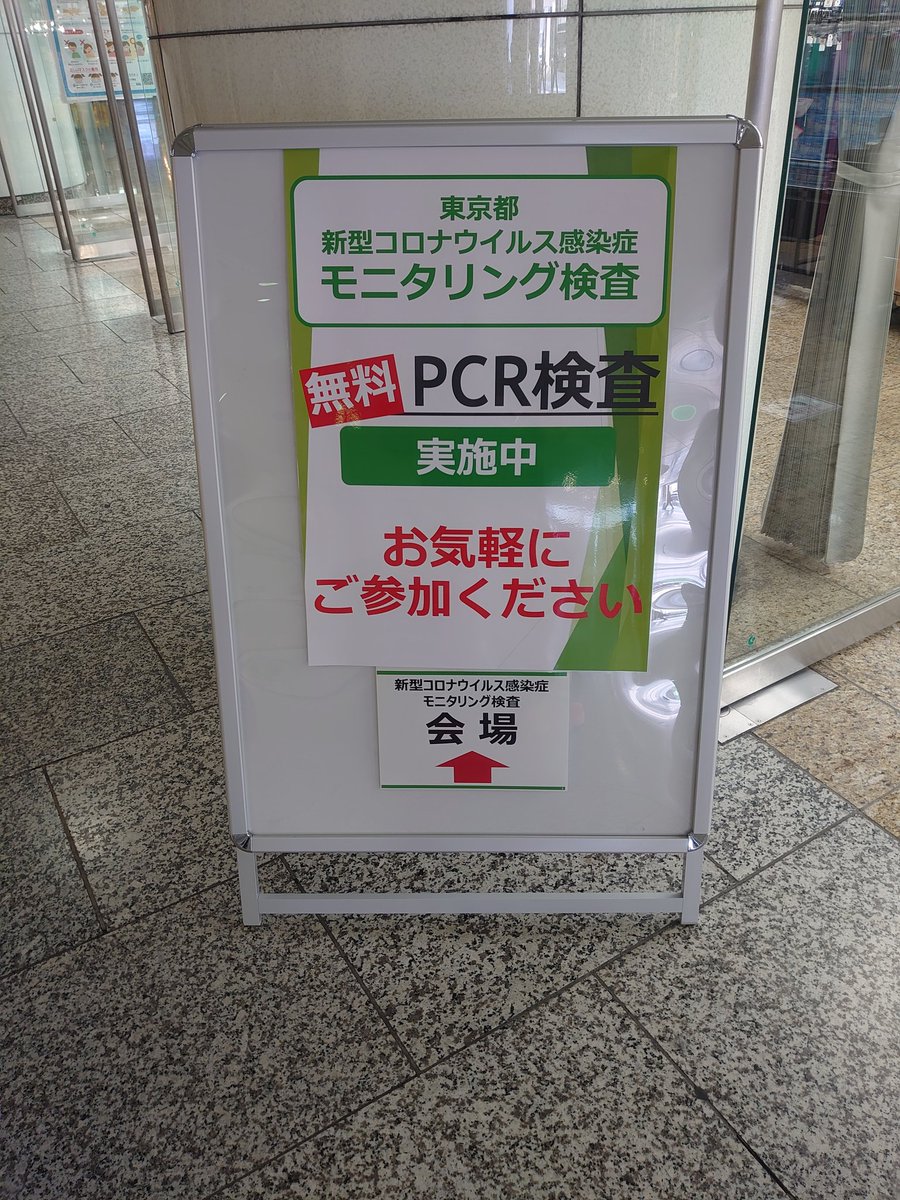 東京都
新型コロナウイルス感染症
モニタリング検査
無料 PCR検査
実施中
お気軽に
ご参加ください
新型コロナウイルス感染症
モニタリング検査
会場